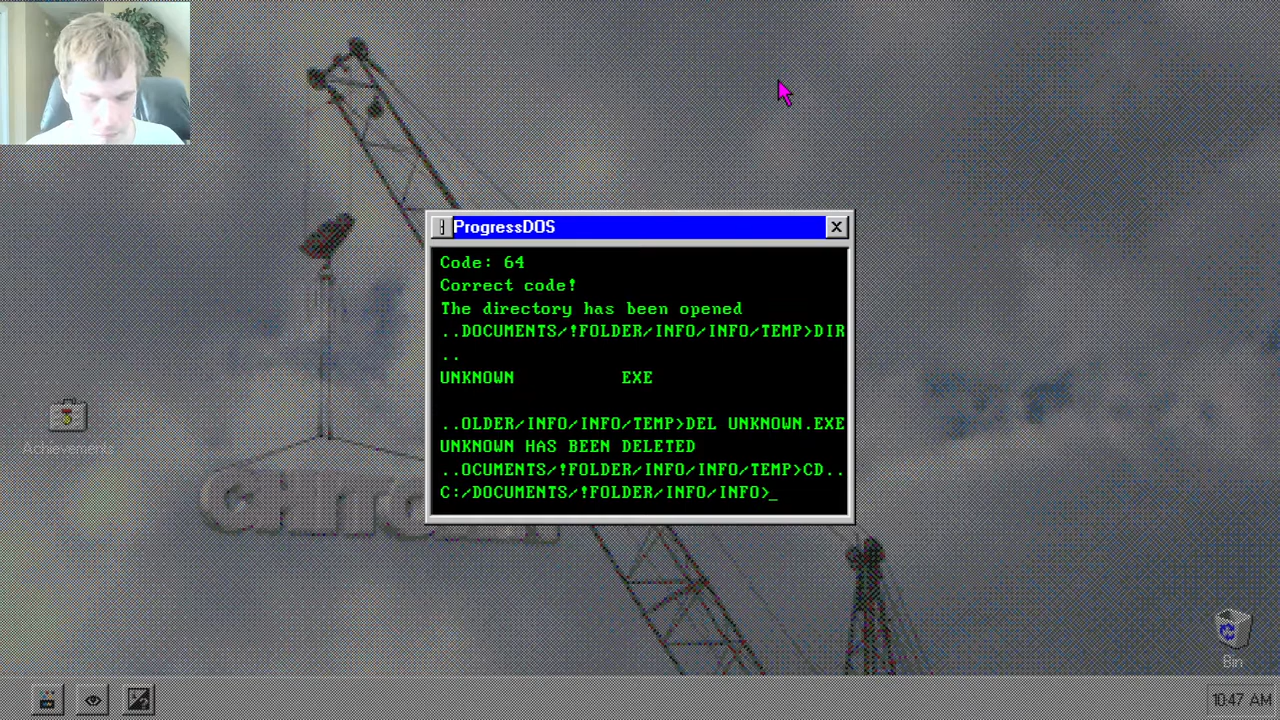 ProgressDOS
Code: 64
Correct code!
The directory has been opened
..DOCUMENTS/!FOLDER/INFO/INFO/TEMP>DIR
..
UNKNOWN EXE
..OLDER/INFO/INFO/TEMP>DEL UNKNOWN.EXE
UNKNOWN HAS BEEN DELETED
..OCUMENTS/!FOLDER/INFO/INFO/TEMP>CD..
C:/DOCUMENTS/!FOLDER/INFO/INFO>_
Achievements
Bin
10:47 AM